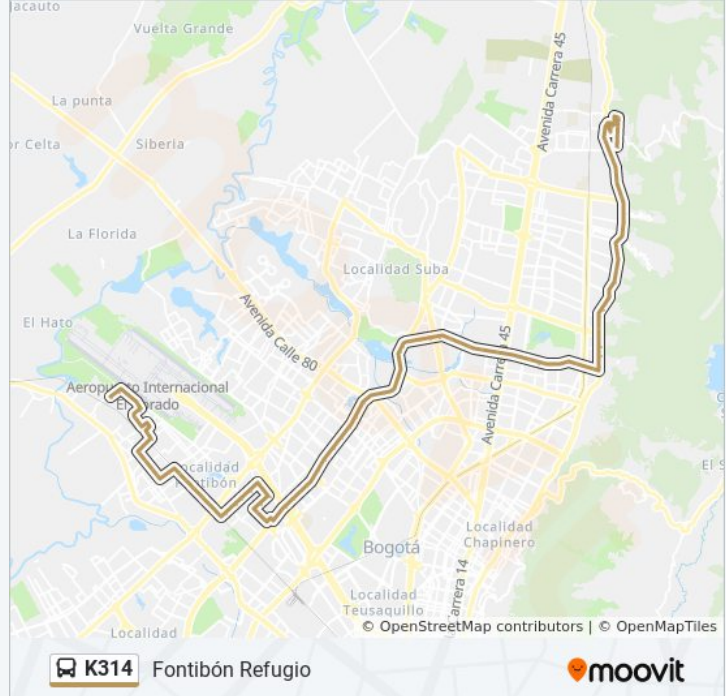 acauto
Vuelta Grande
La punta
or Celta
Siberia
Avenida Carrera 45
La Florida
Localidad Suba
El Hato
Avenida Calle 80
Aeropuerto Internacional
El Dorado
Avenida Carrera 45
Localidad
Fontibón
El S
Localidad
Chapinero
Bogotá
Carrera 14
Localidad
Teusaquillo
Localidad
© OpenStreetMap contributors | © OpenMapTiles
K314 Fontibón Refugio
moovit